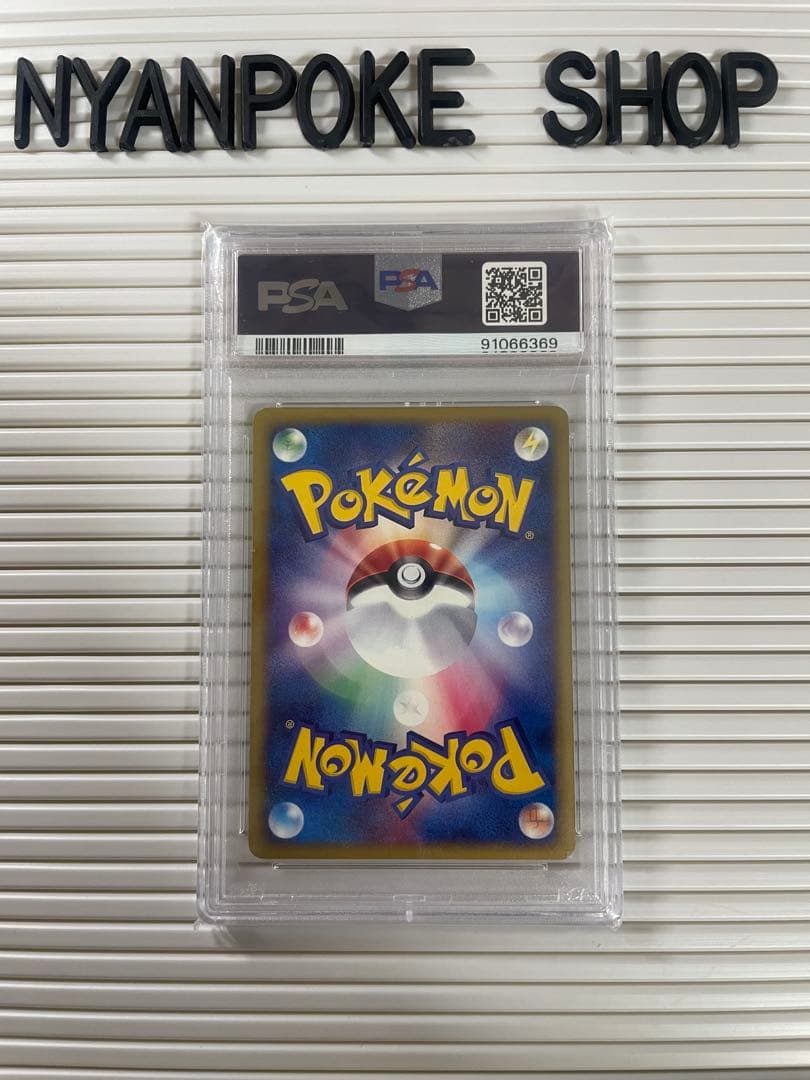 NYANPOKE SHOP
PSA PSA
91066369
POKéMON
®
®
POKéMON